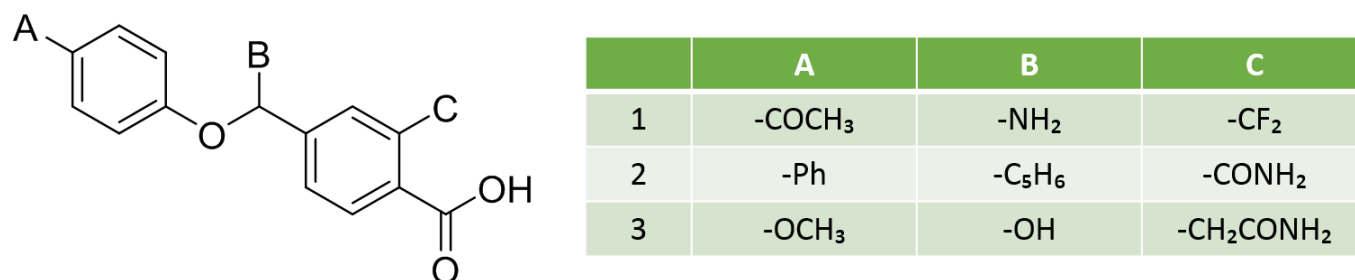 A
B
C
O
OH
O
A B C
1 -COCH₃ -NH₂ -CF₂
2 -Ph -C₅H₆ -CONH₂
3 -OCH₃ -OH -CH₂CONH₂